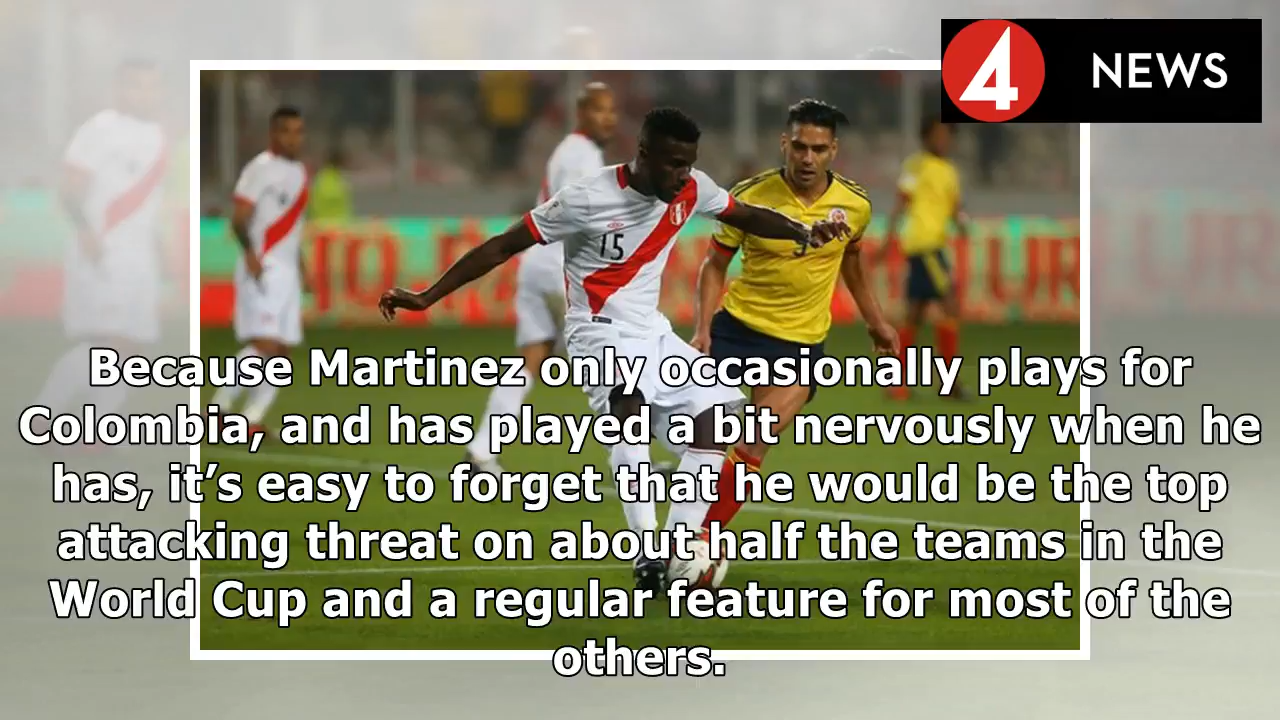 4 NEWS
15
9
Because Martinez only occasionally plays for
Colombia, and has played a bit nervously when he
has, it’s easy to forget that he would be the top
attacking threat on about half the teams in the
World Cup and a regular feature for most of the
others.